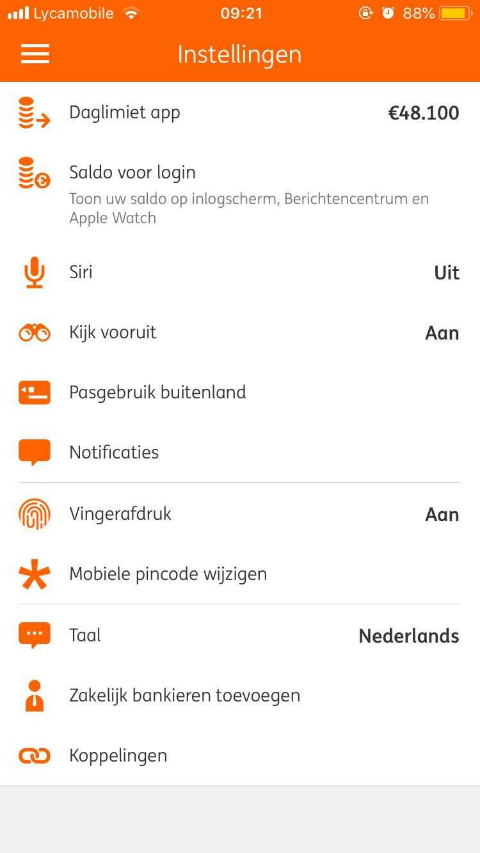 Lycamobile 09:21 88%
Instellingen
Daglimiet app €48.100
Saldo voor login
Toon uw saldo op inlogscherm, Berichtencentrum en
Apple Watch
Siri Uit
Kijk vooruit Aan
Pasgebruik buitenland
Notificaties
Vingerafdruk Aan
Mobiele pincode wijzigen
Taal Nederlands
Zakelijk bankieren toevoegen
Koppelingen